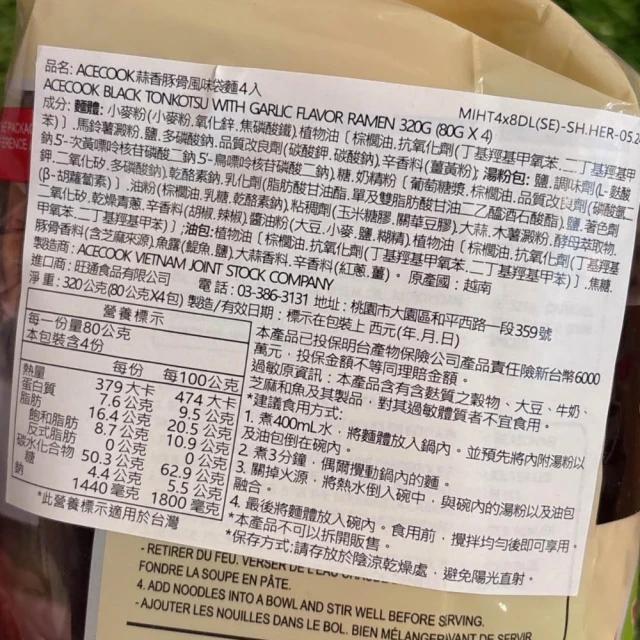 品名: ACECOOK蒜香豚骨風味袋麵4入
ACECOOK BLACK TONKOTSU WITH GARLIC FLAVOR RAMEN 320G (80G X 4)
MIHT4x8DL(SE)-SH.HER-05.2
成分: 麵體: 小麥粉(小麥粉.氧化鋅.焦磷酸鐵).植物油〔棕櫚油.抗氧化劑(丁基羥基甲氧苯.二丁基羥基甲
苯)〕.馬鈴薯澱粉.鹽.多磷酸鈉.品質改良劑(碳酸鉀.碳酸鈉).辛香料(薑黃粉); 湯粉包: 鹽.調味劑(L-麩酸
鈉.5'-次黃嘌呤核苷磷酸二鈉.5'-鳥嘌呤核苷磷酸二鈉).糖.奶精粉〔葡萄糖漿.棕櫚油.品質改良劑(磷酸氫二
鉀.二氧化矽.多磷酸鈉).乾酪素鈉.乳化劑(脂肪酸甘油酯.單及雙脂肪酸甘油二乙醯酒石酸酯).鹽.著色劑
(β-胡蘿蔔素)〕.油粉(棕櫚油.乳糖.乾酪素鈉).粘稠劑(玉米糖膠.關華豆膠).大蒜.木薯澱粉.酵母萃取物.
二氧化矽.乾燥青蔥.辛香料(胡椒.辣椒).醬油粉(大豆.小麥.鹽.糊精).植物油〔棕櫚油.抗氧化劑(丁基羥基
甲氧苯.二丁基羥基甲苯)〕; 油包: 植物油〔棕櫚油.抗氧化劑(丁基羥基甲氧苯.二丁基羥基甲苯)〕.焦糖.
豚骨香料(含芝麻米凉).魚露(鯷魚.鹽).大蒜香料.辛香料(紅蔥.薑)。 原產國：越南
製造商：ACECOOK VIETNAM JOINT STOCK COMPANY
進口商：旺通食品有限公司 電話：03-386-3131 地址：桃園市大園區和平西路一段359號
淨重：320公克(80公克X4包) 製造/有效日期：標示在包裝上 西元(年.月.日)
營養標示
每一份量80公克
本包裝含4份
每份 每100公克
熱量 379 大卡 474 大卡
蛋白質 7.6 公克 9.5 公克
脂肪 16.4 公克 20.5 公克
飽和脂肪 8.7 公克 10.9 公克
反式脂肪 0 公克 0 公克
碳水化合物 50.3 公克 62.9 公克
糖 4.4 公克 5.5 公克
鈉 1440 毫克 1800 毫克
*此營養標示適用於台灣
本產品已投保明台產物保險公司產品責任險新台幣6000
萬元，投保金額不等同理賠金額。
過敏原資訊：本產品含有含麩質之穀物、大豆、牛奶、
芝麻和魚及其製品，對其過敏體質者不宜食用。
*建議食用方式:
1. 煮400mL水，將麵體放入鍋內。並預先將內附湯粉以
及油包倒在碗內。
2. 煮3分鐘，偶爾攪動鍋內的麵。
3. 關掉火源，將熱水倒入碗中，與碗內的湯粉以及油包
融合。
4. 最後將麵體放入碗內。食用前，攪拌均勻後即可享用。
*本產品不可以拆開販售。
*保存方式:請存放於陰涼乾燥處，避免陽光直射。
- RETIRER DU FEU. VERSER DE L'EAU
FONDRE LA SOUPE EN PÂTE.
4. ADD NOODLES INTO A BOWL AND STIR WELL BEFORE SIRVING.
- AJOUTER LES NOUILLES DANS LE BOL. BIEN MÉLANGER AVANT DE SERVIR